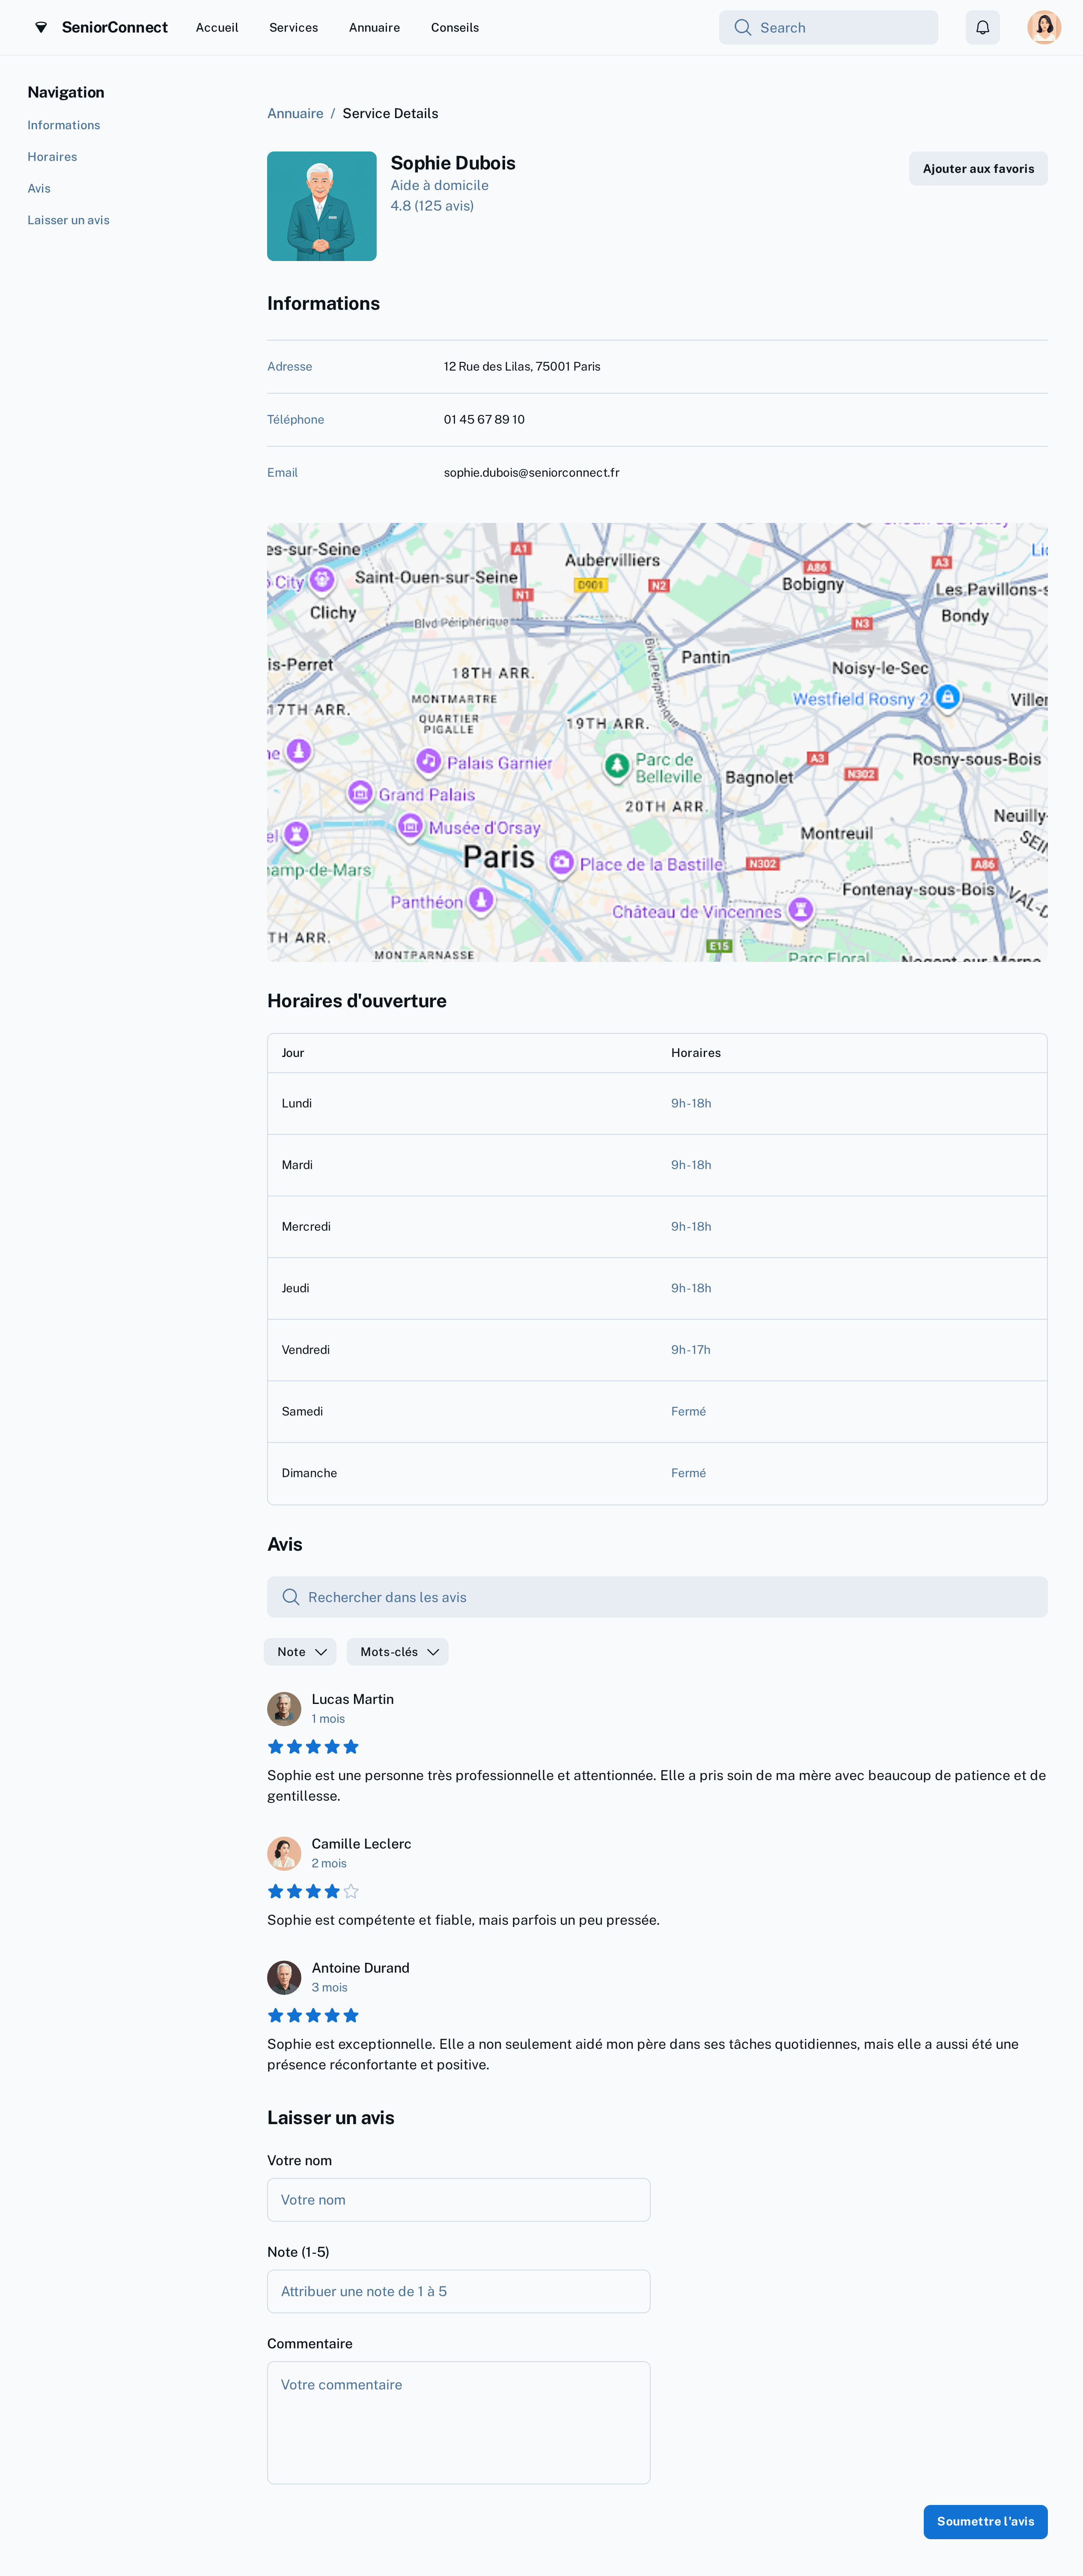 SeniorConnect
Accueil
Services
Annuaire
Conseils
Search
Navigation
Informations
Horaires
Avis
Laisser un avis
Annuaire / Service Details
Sophie Dubois
Aide à domicile
4.8 (125 avis)
Ajouter aux favoris
Informations
Adresse 12 Rue des Lilas, 75001 Paris
Téléphone 01 45 67 89 10
Email sophie.dubois@seniorconnect.fr
es-sur-Seine
A1
Aubervilliers
A86
A3
City
Saint-Ouen-sur-Seine
D901
N2
Bobigny
Les Pavillons-s
Clichy
N1
Blvd Périphérique
N3
Bondy
is-Perret
18TH ARR.
Blvd Périphérique
Pantin
Noisy-le-Sec
MONTMARTRE
Westfield Rosny 2
Viller
17TH ARR.
QUARTIER
PIGALLE
19TH ARR.
ne
Palais Garnier
Parc de
Belleville
A3
Rosny-sous-Bois
Bagnolet
N302
Grand Palais
20TH ARR.
Neuilly-
el
Musée d'Orsay
Montreuil
SEIN
Paris
Place de la Bastille
N302
A86
hamp-de-Mars
Fontenay-sous-Bois
VAL-D
Panthéon
Château de Vincennes
TH ARR.
E15
MONTPARNASSE
Parc Floral
Nogent-sur-Marne
Horaires d'ouverture
Jour Horaires
Lundi 9h-18h
Mardi 9h-18h
Mercredi 9h-18h
Jeudi 9h-18h
Vendredi 9h-17h
Samedi Fermé
Dimanche Fermé
Avis
Rechercher dans les avis
Note
Mots-clés
Lucas Martin
1 mois
Sophie est une personne très professionnelle et attentionnée. Elle a pris soin de ma mère avec beaucoup de patience et de
gentillesse.
Camille Leclerc
2 mois
Sophie est compétente et fiable, mais parfois un peu pressée.
Antoine Durand
3 mois
Sophie est exceptionnelle. Elle a non seulement aidé mon père dans ses tâches quotidiennes, mais elle a aussi été une
présence réconfortante et positive.
Laisser un avis
Votre nom
Votre nom
Note (1-5)
Attribuer une note de 1 à 5
Commentaire
Votre commentaire
Soumettre l'avis